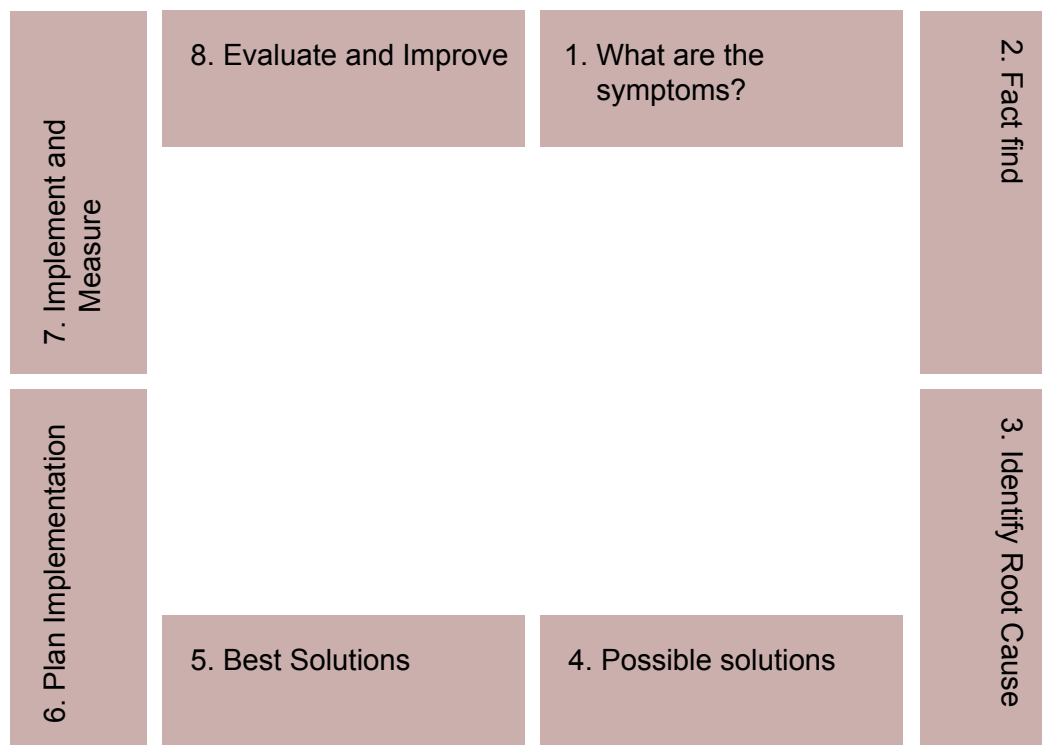 8. Evaluate and Improve
1. What are the
symptoms?
2. Fact find
3. Identify Root Cause
4. Possible solutions
5. Best Solutions
6. Plan Implementation
7. Implement and
Measure